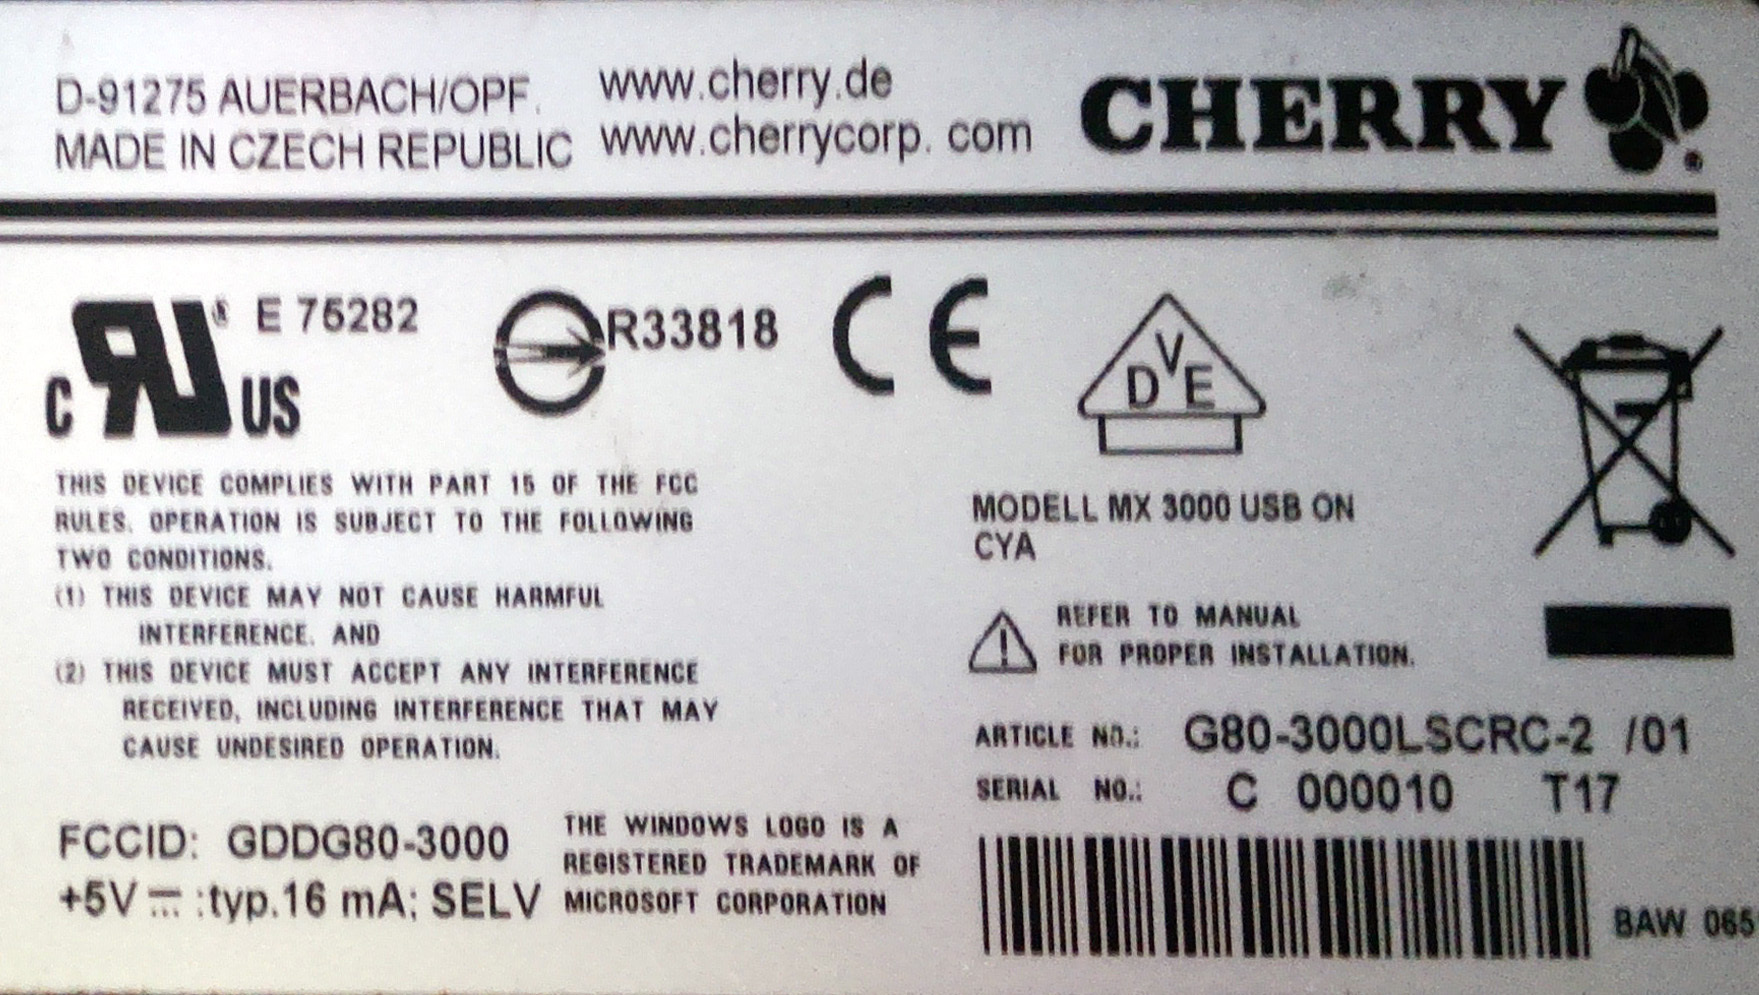 D-91275 AUERBACH/OPF.
MADE IN CZECH REPUBLIC
www.cherry.de
www.cherrycorp. com
CHERRY ®
c RU ® US E 75282
R33818
CE
DVE
THIS DEVICE COMPLIES WITH PART 15 OF THE FCC
RULES. OPERATION IS SUBJECT TO THE FOLLOWING
TWO CONDITIONS.
(1) THIS DEVICE MAY NOT CAUSE HARMFUL
INTERFERENCE. AND
(2) THIS DEVICE MUST ACCEPT ANY INTERFERENCE
RECEIVED, INCLUDING INTERFERENCE THAT MAY
CAUSE UNDESIRED OPERATION.
MODELL MX 3000 USB ON
CYA
REFER TO MANUAL
FOR PROPER INSTALLATION.
ARTICLE NO.: G80-3000LSCRC-2 /01
SERIAL NO.: C 000010 T17
FCCID: GDDG80-3000
+5V ⎓ :typ.16 mA; SELV
THE WINDOWS LOGO IS A
REGISTERED TRADEMARK OF
MICROSOFT CORPORATION
BAW 065